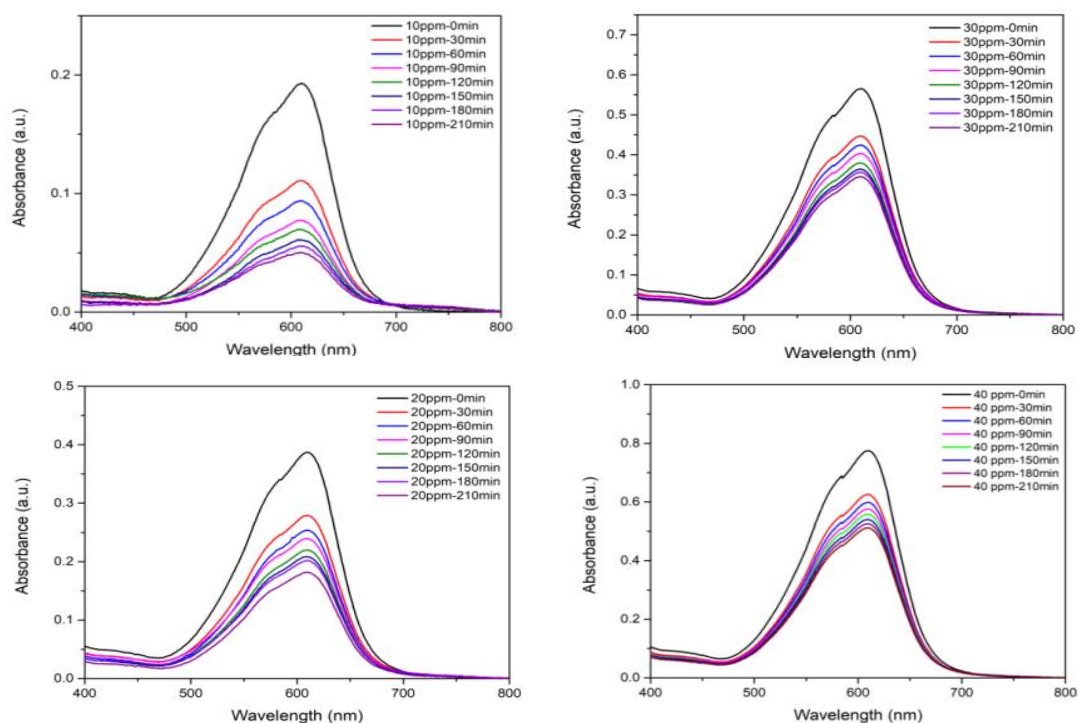 10ppm-0min
10ppm-30min
10ppm-60min
10ppm-90min
10ppm-120min
10ppm-150min
10ppm-180min
10ppm-210min
0.2
0.1
0.0
400 500 600 700 800
Absorbance (a.u.)
Wavelength (nm)
30ppm-0min
30ppm-30min
30ppm-60min
30ppm-90min
30ppm-120min
30ppm-150min
30ppm-180min
30ppm-210min
0.7
0.6
0.5
0.4
0.3
0.2
0.1
0.0
400 500 600 700 800
Absorbance (a.u.)
Wavelength (nm)
20ppm-0min
20ppm-30min
20ppm-60min
20ppm-90min
20ppm-120min
20ppm-150min
20ppm-180min
20ppm-210min
0.5
0.4
0.3
0.2
0.1
0.0
400 500 600 700 800
Absorbance (a.u.)
Wavelength (nm)
40 ppm-0min
40 ppm-30min
40 ppm-60min
40 ppm-90min
40 ppm-120min
40 ppm-150min
40 ppm-180min
40 ppm-210min
1.0
0.8
0.6
0.4
0.2
0.0
400 500 600 700 800
Absorbance (a.u.)
Wavelength (nm)